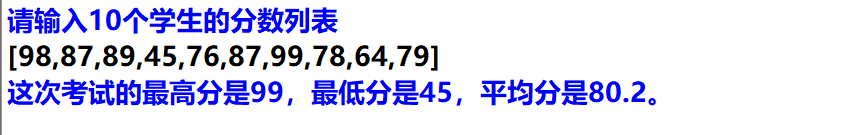 请输入10个学生的分数列表
[98,87,89,45,76,87,99,78,64,79]
这次考试的最高分是99，最低分是45，平均分是80.2。